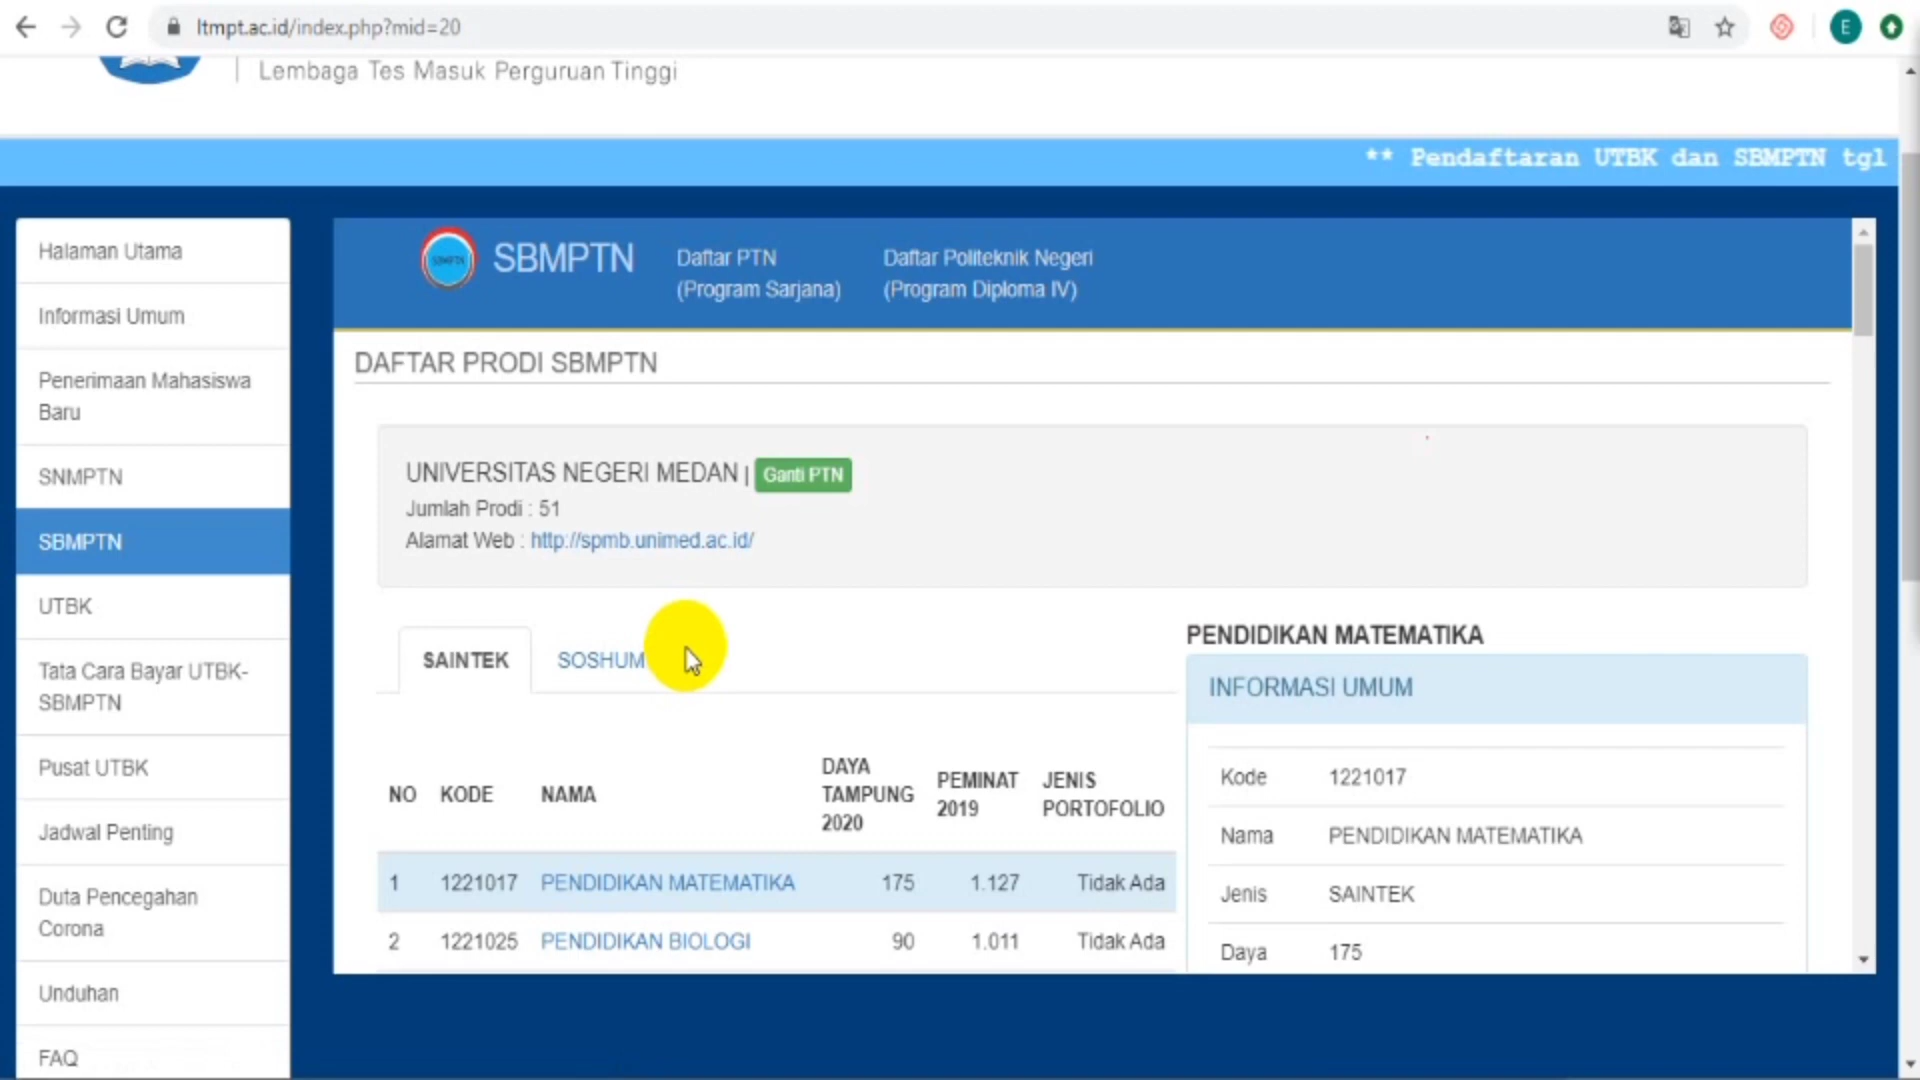 ltmpt.ac.id/index.php?mid=20
E
Lembaga Tes Masuk Perguruan Tinggi
** Pendaftaran UTBK dan SBMPTN tgl
Halaman Utama
Informasi Umum
Penerimaan Mahasiswa
Baru
SNMPTN
SBMPTN
UTBK
Tata Cara Bayar UTBK-
SBMPTN
Pusat UTBK
Jadwal Penting
Duta Pencegahan
Corona
Unduhan
FAQ
SBMPTN
SBMPTN
Daftar PTN
(Program Sarjana)
Daftar Politeknik Negeri
(Program Diploma IV)
DAFTAR PRODI SBMPTN
UNIVERSITAS NEGERI MEDAN | Ganti PTN
Jumlah Prodi : 51
Alamat Web : http://spmb.unimed.ac.id/
SAINTEK SOSHUM
NO KODE NAMA DAYA TAMPUNG 2020 PEMINAT 2019 JENIS PORTOFOLIO
1 1221017 PENDIDIKAN MATEMATIKA 175 1.127 Tidak Ada
2 1221025 PENDIDIKAN BIOLOGI 90 1.011 Tidak Ada
PENDIDIKAN MATEMATIKA
INFORMASI UMUM
Kode 1221017
Nama PENDIDIKAN MATEMATIKA
Jenis SAINTEK
Daya 175